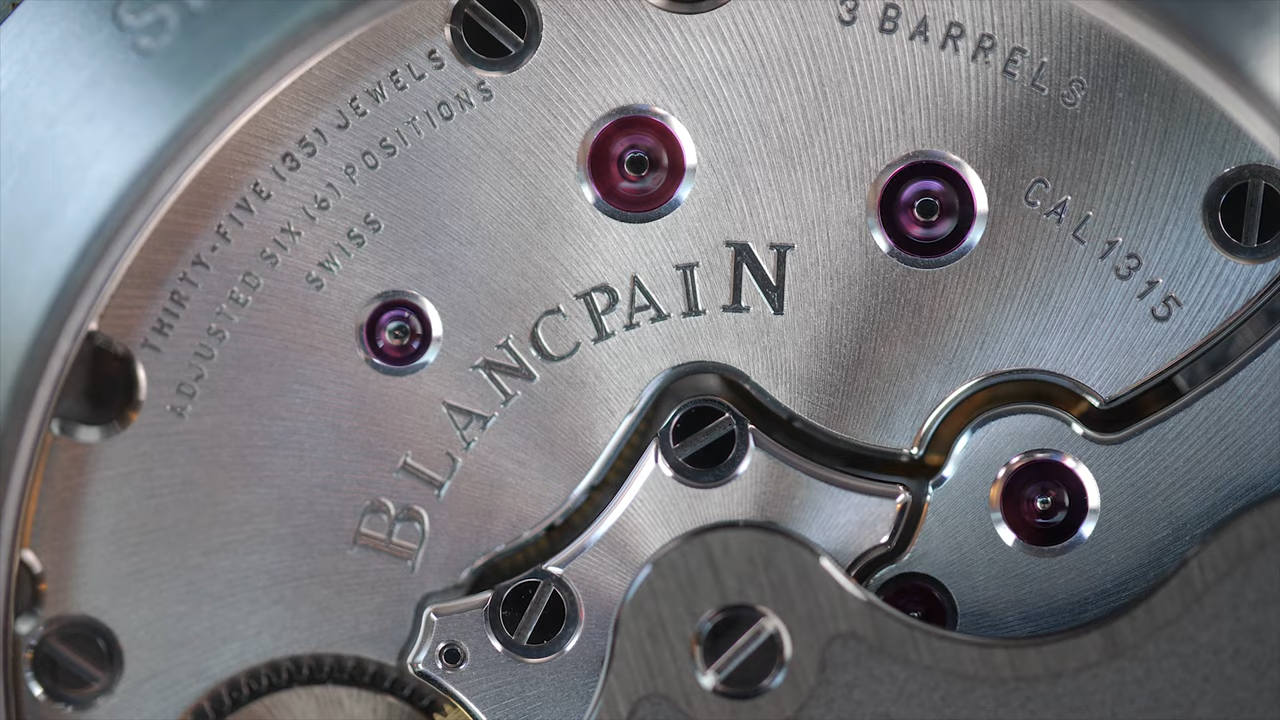 3 BARRELS
THIRTY-FIVE (35) JEWELS
ADJUSTED SIX (6) POSITIONS
SWISS
CAL 1315
BLANCPAIN